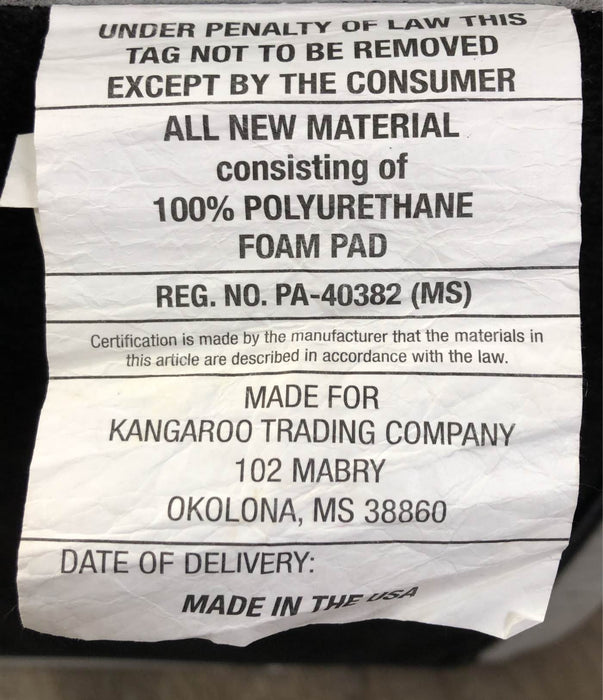 UNDER PENALTY OF LAW THIS
TAG NOT TO BE REMOVED
EXCEPT BY THE CONSUMER
ALL NEW MATERIAL
consisting of
100% POLYURETHANE
FOAM PAD
REG. NO. PA-40382 (MS)
Certification is made by the manufacturer that the materials in
this article are described in accordance with the law.
MADE FOR
KANGAROO TRADING COMPANY
102 MABRY
OKOLONA, MS 38860
DATE OF DELIVERY:
MADE IN THE USA